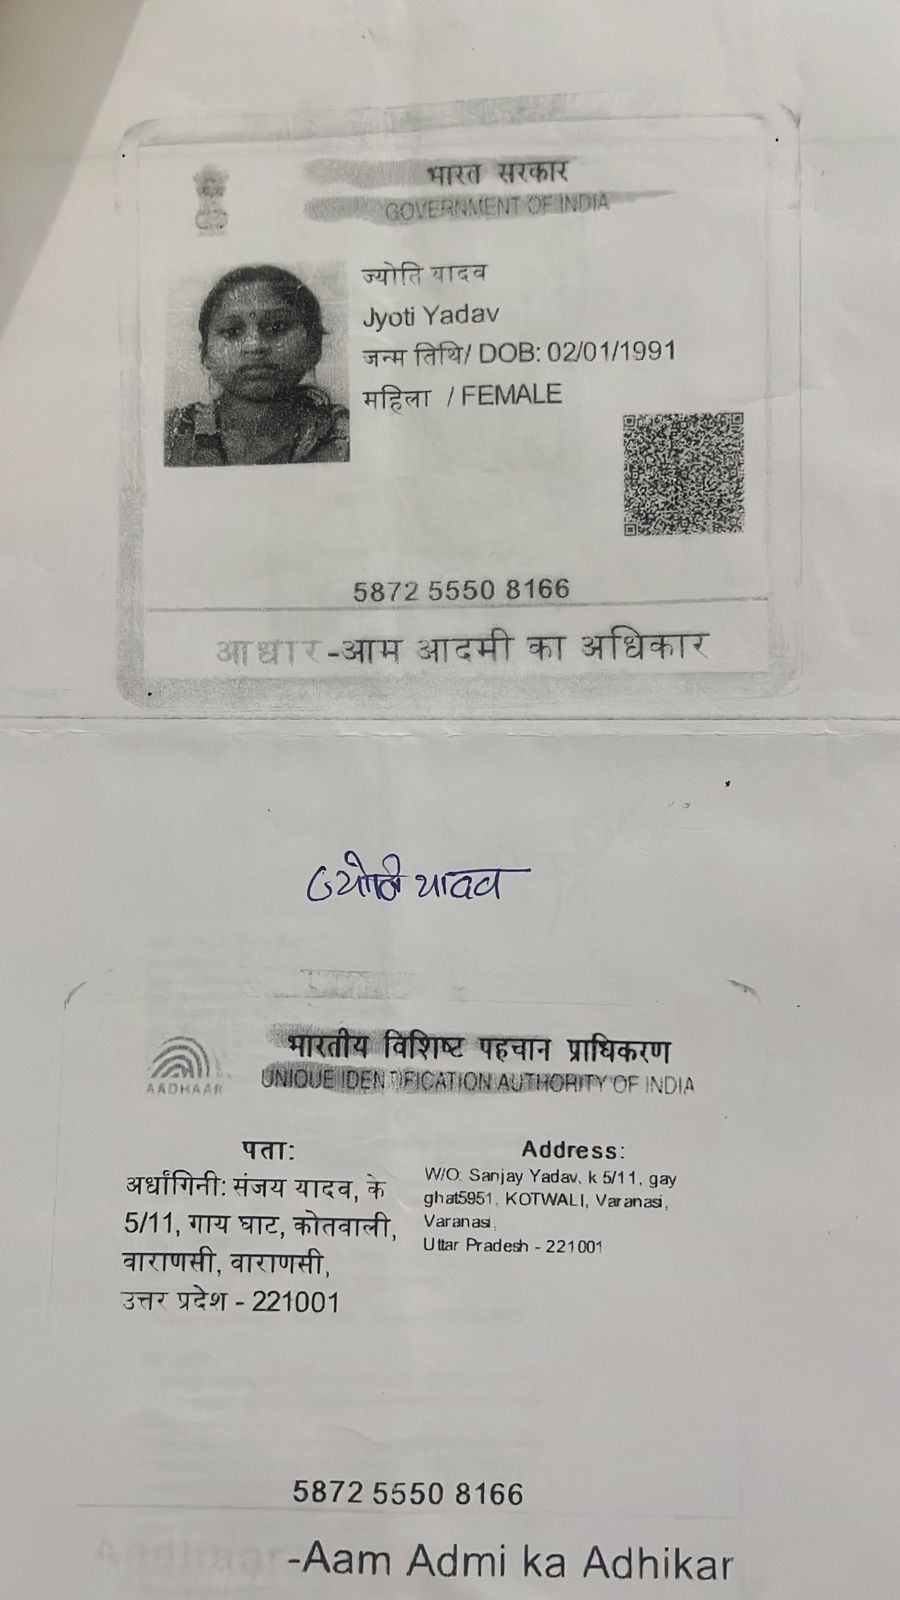 भारत सरकार
GOVERNMENT OF INDIA
ज्योति यादव
Jyoti Yadav
जन्म तिथि/ DOB: 02/01/1991
महिला / FEMALE
5872 5550 8166
आधार-आम आदमी का अधिकार
ज्योति यादव
भारतीय विशिष्ट पहचान प्राधिकरण
UNIQUE IDENTIFICATION AUTHORITY OF INDIA
AADHAAR
पता:
अर्धांगिनी: संजय यादव, के
5/11, गाय घाट, कोतवाली,
वाराणसी, वाराणसी,
उत्तर प्रदेश - 221001
Address:
W/O: Sanjay Yadav, k 5/11, gay
ghat5951, KOTWALI, Varanasi,
Varanasi,
Uttar Pradesh - 221001
5872 5550 8166
Aadhaar-Aam Admi ka Adhikar